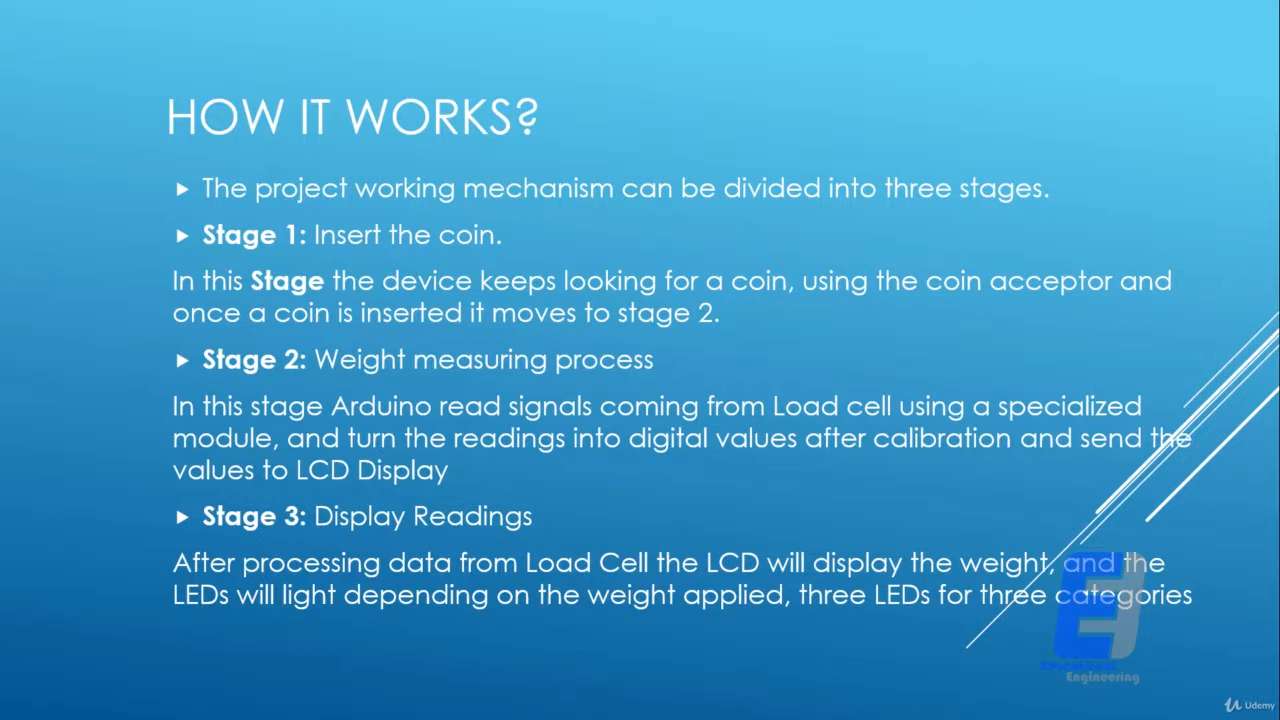 HOW IT WORKS?
The project working mechanism can be divided into three stages.
Stage 1: Insert the coin.
In this Stage the device keeps looking for a coin, using the coin acceptor and
once a coin is inserted it moves to stage 2.
Stage 2: Weight measuring process
In this stage Arduino read signals coming from Load cell using a specialized
module, and turn the readings into digital values after calibration and send the
values to LCD Display
Stage 3: Display Readings
After processing data from Load Cell the LCD will display the weight, and the
LEDs will light depending on the weight applied, three LEDs for three categories
Educational
Engineering
Udemy